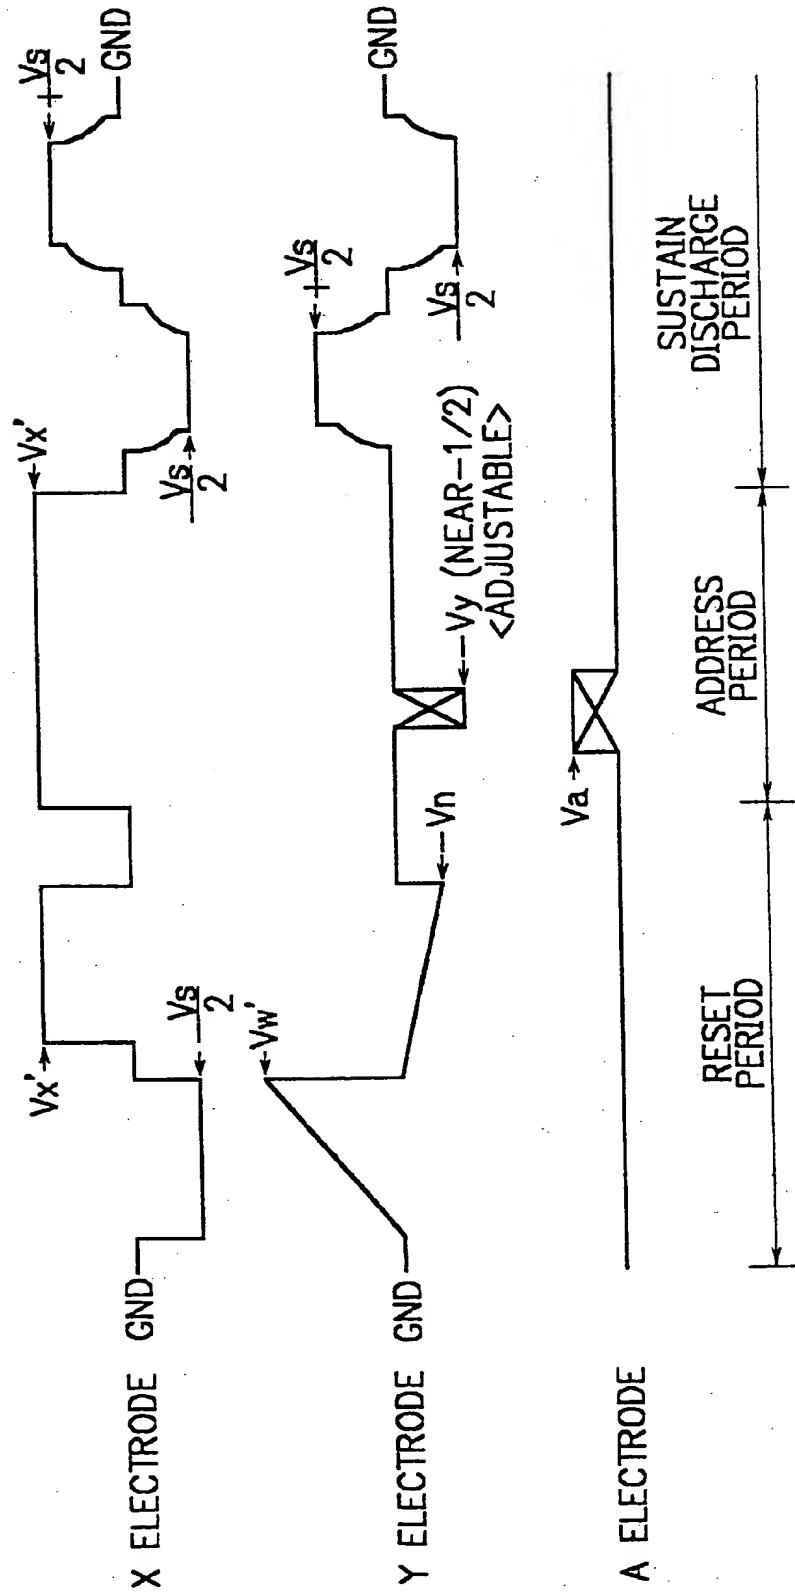 X ELECTRODE GND
Vx'
Vs
2
Vx'
Vs
2
+Vs
2
GND
Y ELECTRODE GND
Vw'
Vn
Vy (NEAR-1/2)
<ADJUSTABLE>
+Vs
2
Vs
2
GND
A ELECTRODE
Va
RESET
PERIOD
ADDRESS
PERIOD
SUSTAIN
DISCHARGE
PERIOD